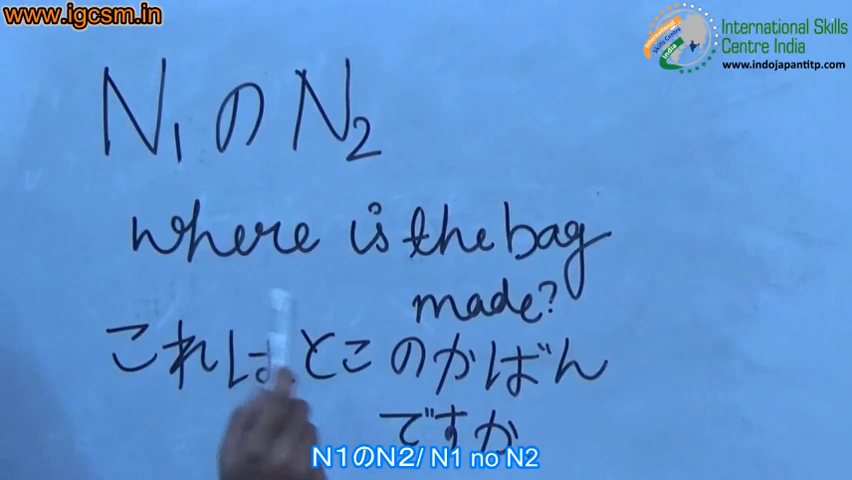 www.igcsm.in
International Skills
Centre India
www.indojapantitp.com
N1のN2
where is the bag
made?
これはとこのかばん
ですか
N1のN2/ N1 no N2